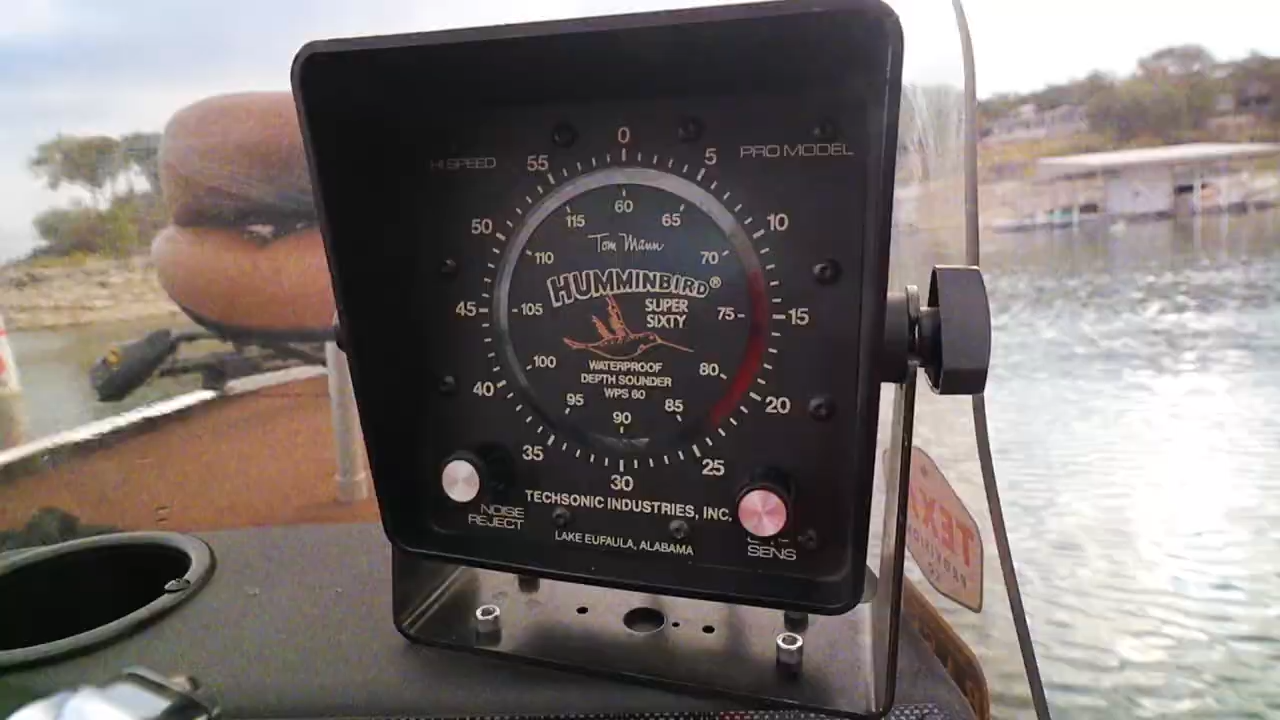 HI SPEED
PRO MODEL
0
5
10
15
20
25
30
35
40
45
50
55
60
65
70
75
80
85
90
95
100
105
110
115
Tom Mann
HUMMINBIRD®
SUPER
SIXTY
WATERPROOF
DEPTH SOUNDER
WPS 60
NOISE
REJECT
TECHSONIC INDUSTRIES, INC.
LAKE EUFAULA, ALABAMA
SENS